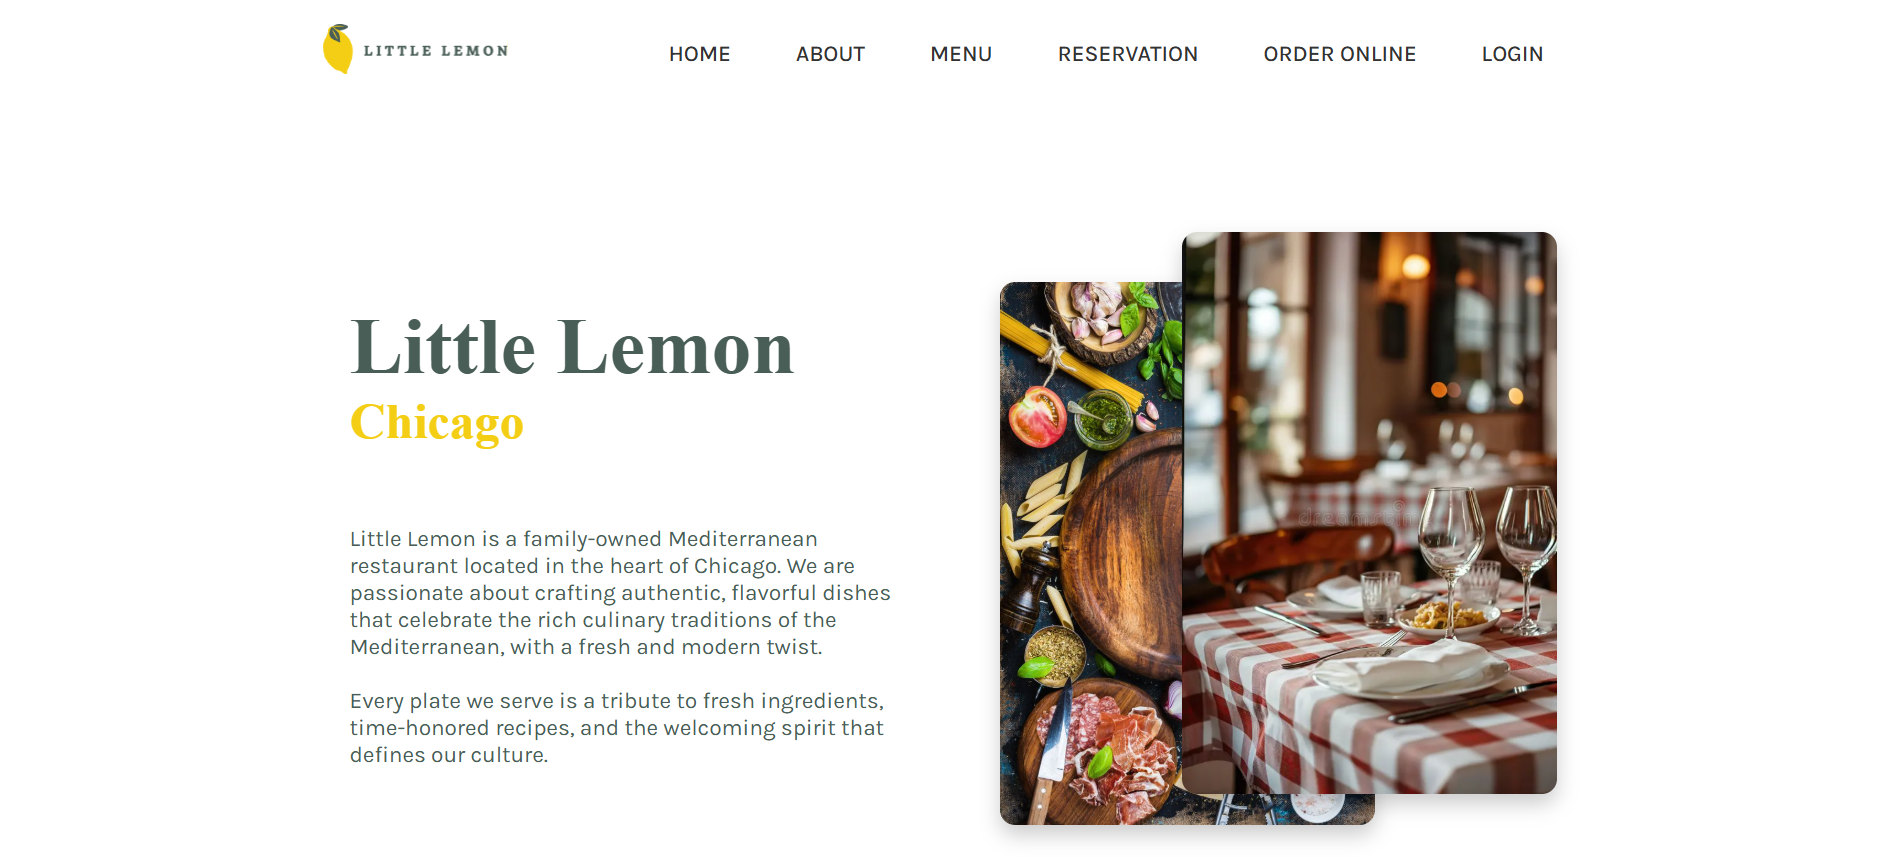 LITTLE LEMON
HOME ABOUT MENU RESERVATION ORDER ONLINE LOGIN
Little Lemon
Chicago
Little Lemon is a family-owned Mediterranean
restaurant located in the heart of Chicago. We are
passionate about crafting authentic, flavorful dishes
that celebrate the rich culinary traditions of the
Mediterranean, with a fresh and modern twist.
Every plate we serve is a tribute to fresh ingredients,
time-honored recipes, and the welcoming spirit that
defines our culture.